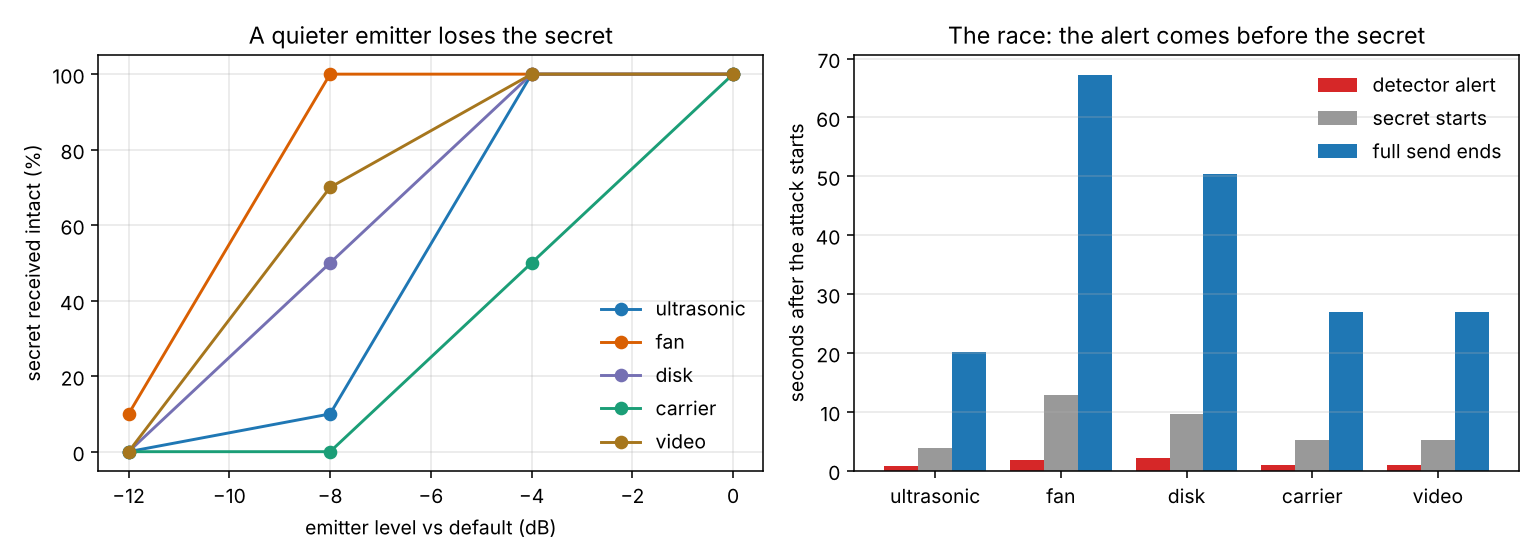 A quieter emitter loses the secret
secret received intact (%)
100
80
60
40
20
0
−12
−10
−8
−6
−4
−2
0
emitter level vs default (dB)
ultrasonic
fan
disk
carrier
video
The race: the alert comes before the secret
seconds after the attack starts
70
60
50
40
30
20
10
0
detector alert
secret starts
full send ends
ultrasonic
fan
disk
carrier
video